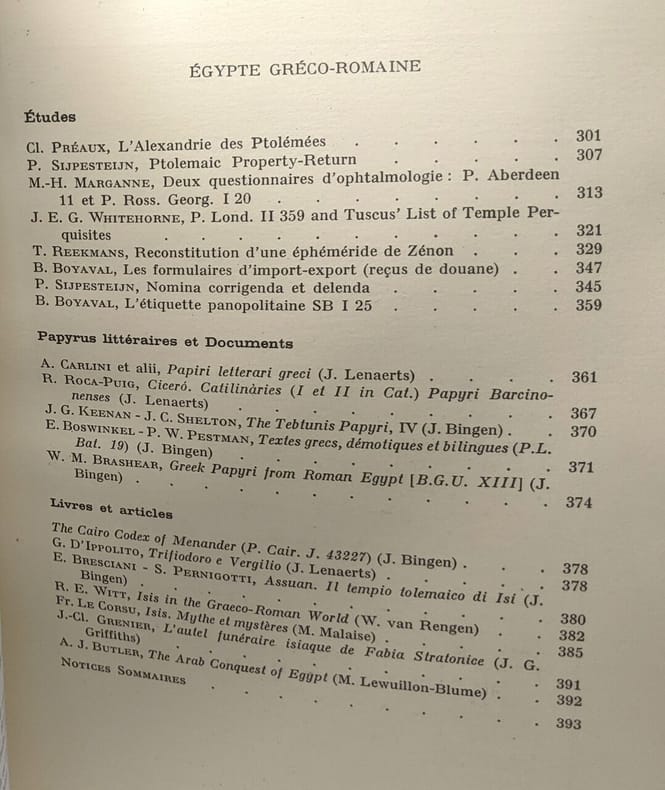 ÉGYPTE GRÉCO-ROMAINE
Études
Cl. PRÉAUX, L'Alexandrie des Ptolémées . . . . . . 301
P. SIJPESTEIJN, Ptolemaic Property-Return . . . . . 307
M.-H. MARGANNE, Deux questionnaires d'ophtalmologie : P. Aberdeen
11 et P. Ross. Georg. I 20 . . . . . . . . 313
J. E. G. WHITEHORNE, P. Lond. II 359 and Tuscus' List of Temple Per-
quisites . . . . . . . . . . . 321
T. REEKMANS, Reconstitution d'une éphéméride de Zénon . . . 329
B. BOYAVAL, Les formulaires d'import-export (reçus de douane) . . 347
P. SIJPESTEIJN, Nomina corrigenda et delenda . . . . . 345
B. BOYAVAL, L'étiquette panopolitaine SB I 25 . . . . . 359
Papyrus littéraires et Documents
A. CARLINI et alii, Papiri letterari greci (J. Lenaerts) . . . . 361
R. ROCA-PUIG, Ciceró. Catilinàries (I et II in Cat.) Papyri Barcino-
nenses (J. Lenaerts) . . . . . . . . . 367
J. G. KEENAN - J. C. SHELTON, The Tebtunis Papyri, IV (J. Bingen) . . 370
E. BOSWINKEL - P. W. PESTMAN, Textes grecs, démotiques et bilingues (P.L.
Bat. 19) (J. Bingen) . . . . . . . . . 371
W. M. BRASHEAR, Greek Papyri from Roman Egypt [B.G.U. XIII] (J.
Bingen) . . . . . . . . . . . 374
Livres et articles
The Cairo Codex of Menander (P. Cair. J. 43227) (J. Bingen) . . . 378
G. D'IPPOLITO, Trifiodoro e Vergilio (J. Lenaerts) . . . . . 378
E. BRESCIANI - S. PERNIGOTTI, Assuan. Il tempio tolemaico di Isi (J.
Bingen) . . . . . . . . . . . 380
R. E. WITT, Isis in the Graeco-Roman World (W. van Rengen) . . 382
Fr. LE CORSU, Isis. Mythe et mystères (M. Malaise) . . . . . 385
J.-Cl. GRENIER, L'autel funéraire isiaque de Fabia Stratonice (J. G.
Griffiths) . . . . . . . . . . . 391
A. J. BUTLER, The Arab Conquest of Egypt (M. Lewuillon-Blume) . . 392
NOTICES SOMMAIRES . . . . . . . . . 393